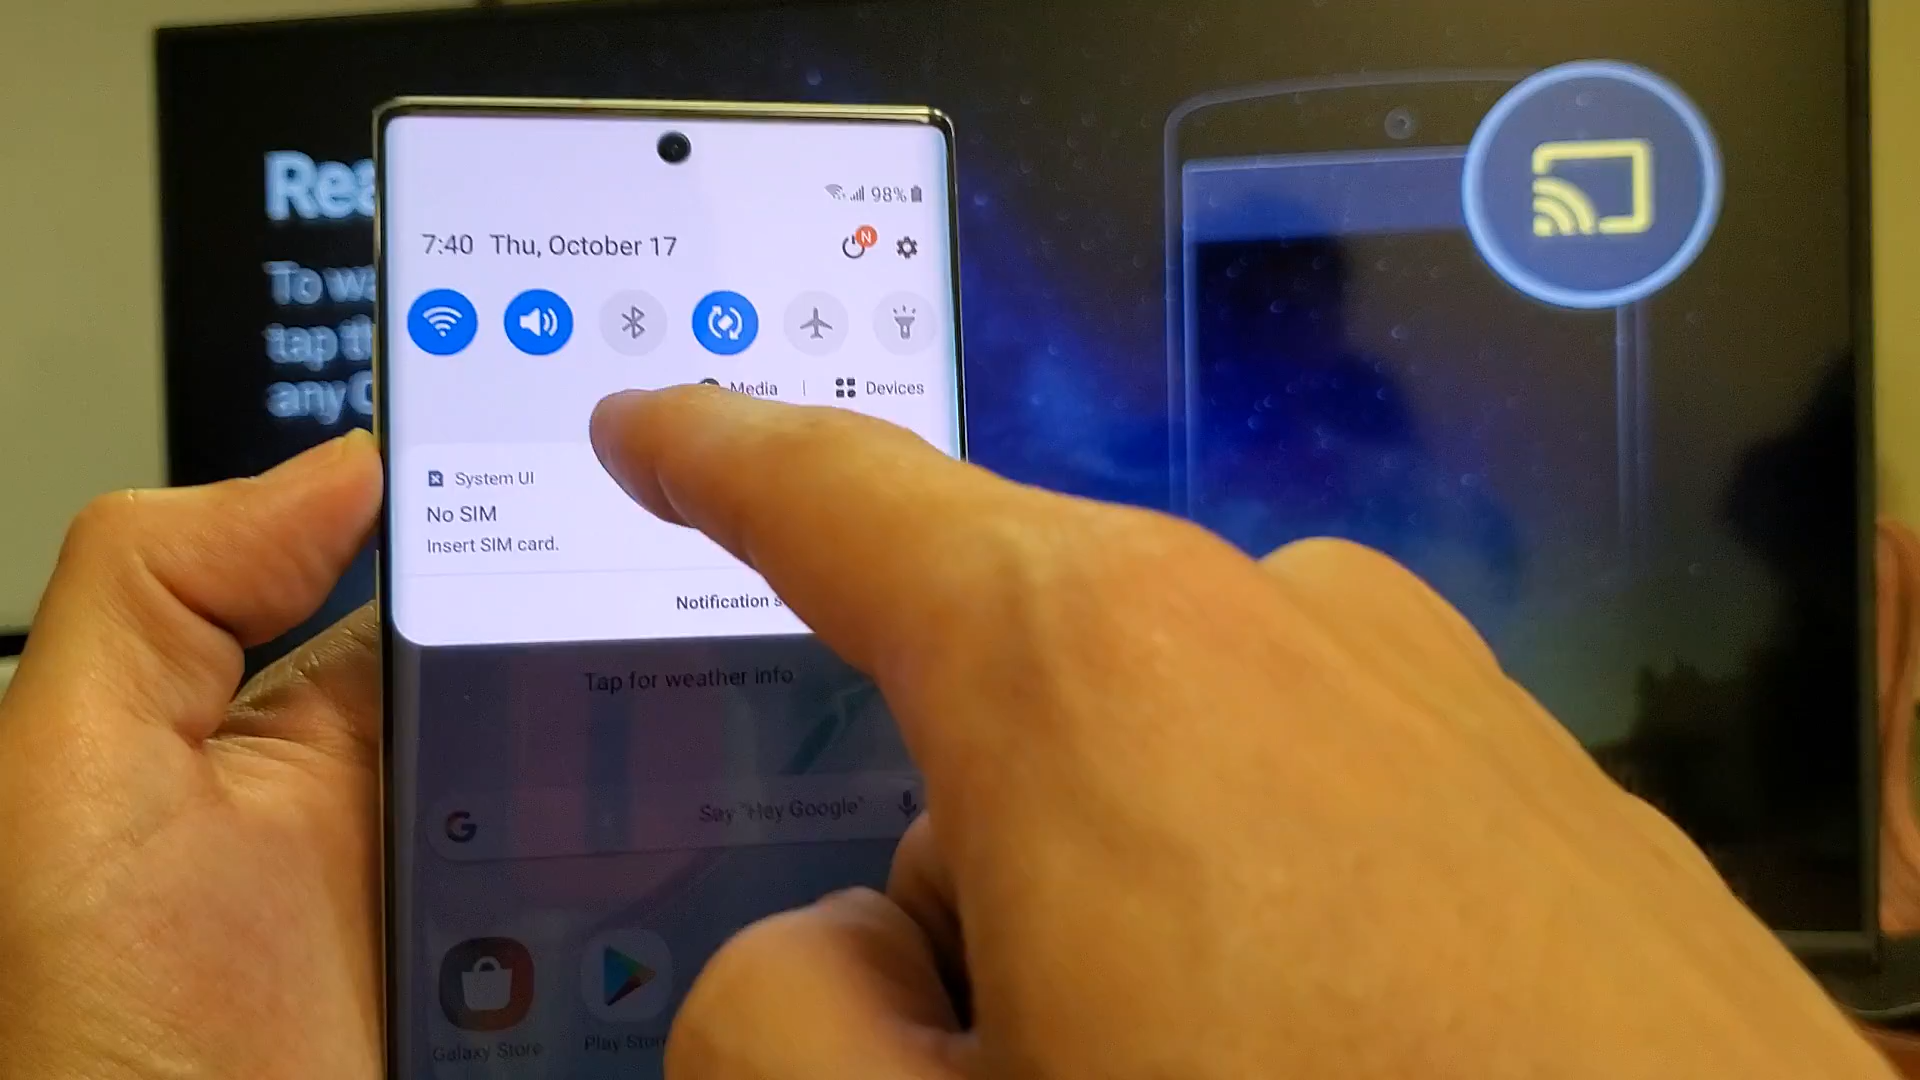 98%
7:40 Thu, October 17
N
Media | Devices
System UI
No SIM
Insert SIM card.
Notification s
Tap for weather info
G Say "Hey Google"
Galaxy Store Play Store
Rea
To wa
tap th
any C